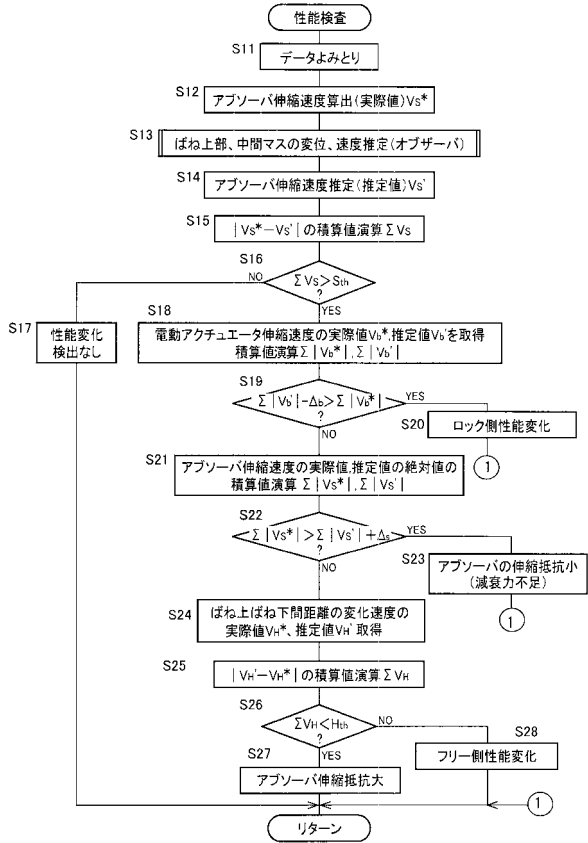 性能検査
S11
データよみとり
S12
アブソーバ伸縮速度算出(実際値)Vs*
S13
ばね上部、中間マスの変位、速度推定(オブザーバ)
S14
アブソーバ伸縮速度推定(推定値)Vs'
S15
|Vs*−Vs'|の積算値演算ΣVs
S16
ΣVs>Sth
?
NO
YES
S17
性能変化
検出なし
S18
電動アクチュエータ伸縮速度の実際値Vb*,推定値Vb'を取得
積算値演算Σ|Vb*|,Σ|Vb'|
S19
Σ|Vb'|-Δb>Σ|Vb*|
?
YES
NO
S20
ロック側性能変化
1
S21
アブソーバ伸縮速度の実際値,推定値の絶対値の
積算値演算 Σ|Vs*|,Σ|Vs'|
S22
Σ|Vs*|>Σ|Vs'|+Δs
?
YES
NO
S23
アブソーバの伸縮抵抗小
(減衰力不足)
1
S24
ばね上ばね下間距離の変化速度の
実際値VH*、推定値VH'取得
S25
|VH'−VH*|の積算値演算ΣVH
S26
ΣVH<Hth
?
NO
YES
S27
アブソーバ伸縮抵抗大
S28
フリー側性能変化
1
リターン